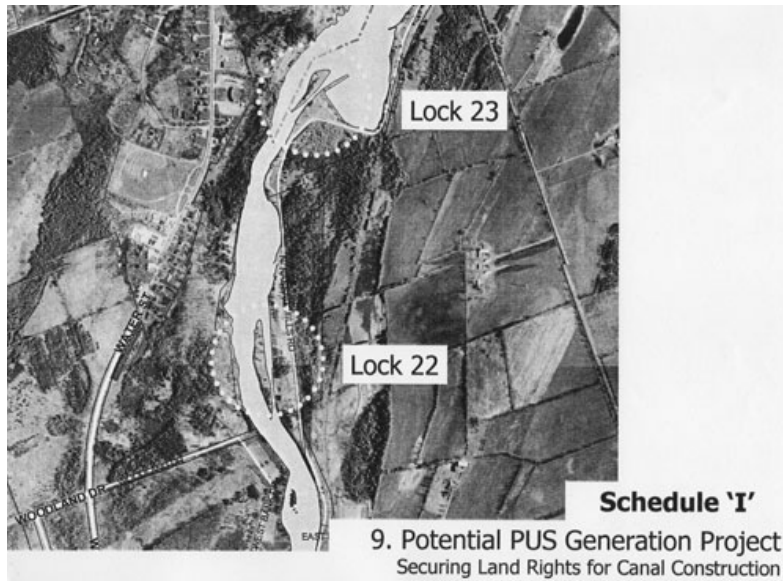 Lock 23
WATER ST
Lock 22
WOODLAND DR
EAST
Schedule ‘I’
9. Potential PUS Generation Project
Securing Land Rights for Canal Construction